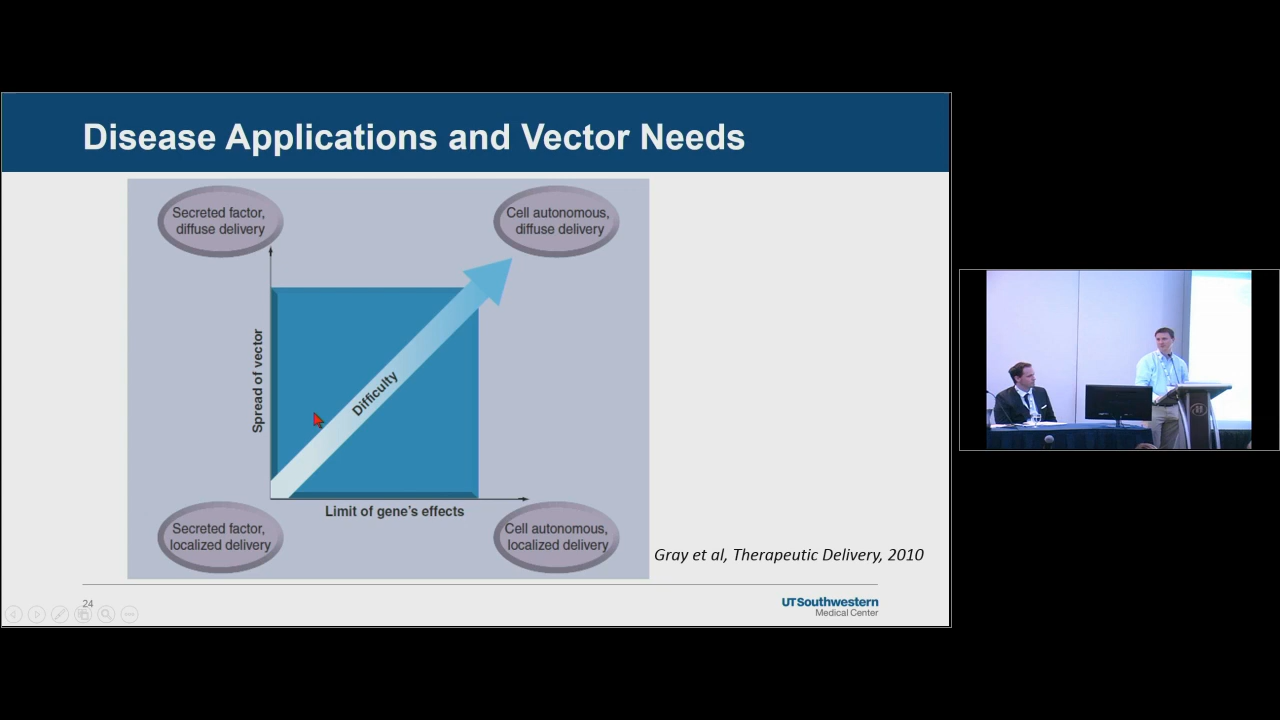 Disease Applications and Vector Needs
Secreted factor,
diffuse delivery
Cell autonomous,
diffuse delivery
Spread of vector
Difficulty
Limit of gene's effects
Secreted factor,
localized delivery
Cell autonomous,
localized delivery
Gray et al, Therapeutic Delivery, 2010
24
UTSouthwestern
Medical Center